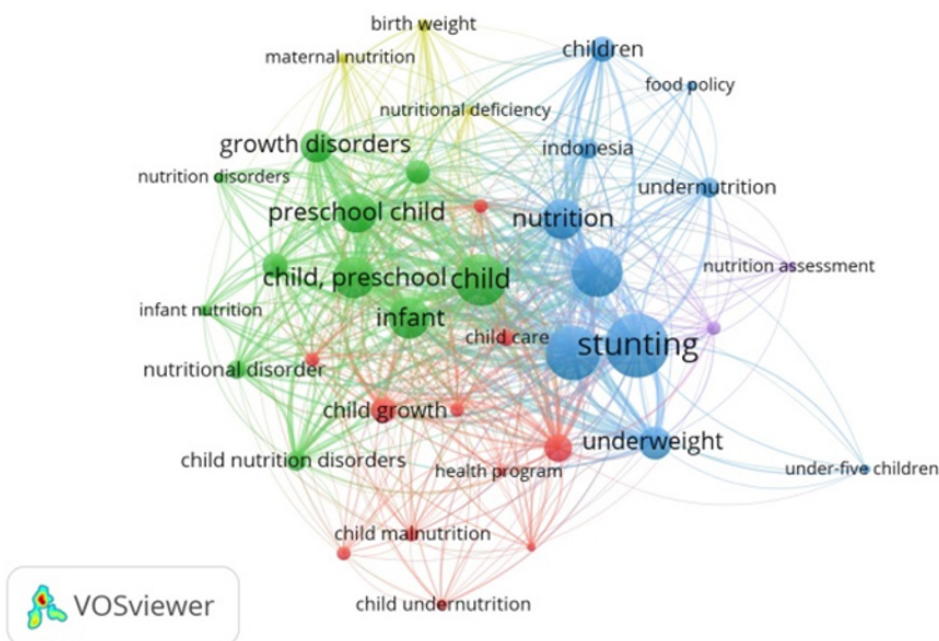 birth weight
children
maternal nutrition
food policy
nutritional deficiency
growth disorders
indonesia
nutrition disorders
undernutrition
preschool child
nutrition
nutrition assessment
child, preschool
child
infant nutrition
infant
child care
stunting
nutritional disorder
child growth
underweight
child nutrition disorders
health program
under-five children
child malnutrition
child undernutrition
VOSviewer